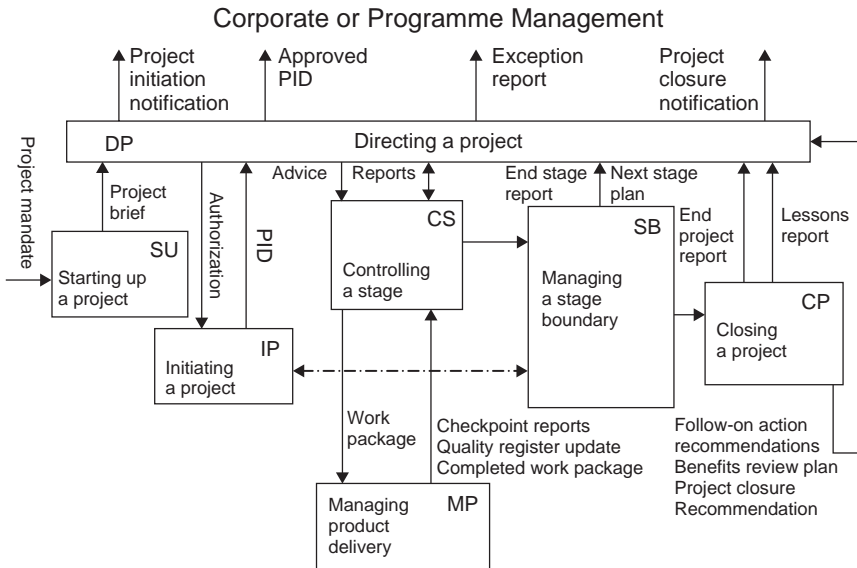 Corporate or Programme Management
Project
initiation
notification
Approved
PID
Exception
report
Project
closure
notification
DP
Directing a project
Project mandate
Project
brief
Authorization
PID
Advice
Reports
End stage
report
Next stage
plan
End
project
report
Lessons
report
SU
Starting up
a project
CS
Controlling
a stage
SB
Managing
a stage
boundary
CP
Closing
a project
IP
Initiating
a project
Work
package
Checkpoint reports
Quality register update
Completed work package
Follow-on action
recommendations
Benefits review plan
Project closure
Recommendation
MP
Managing
product
delivery